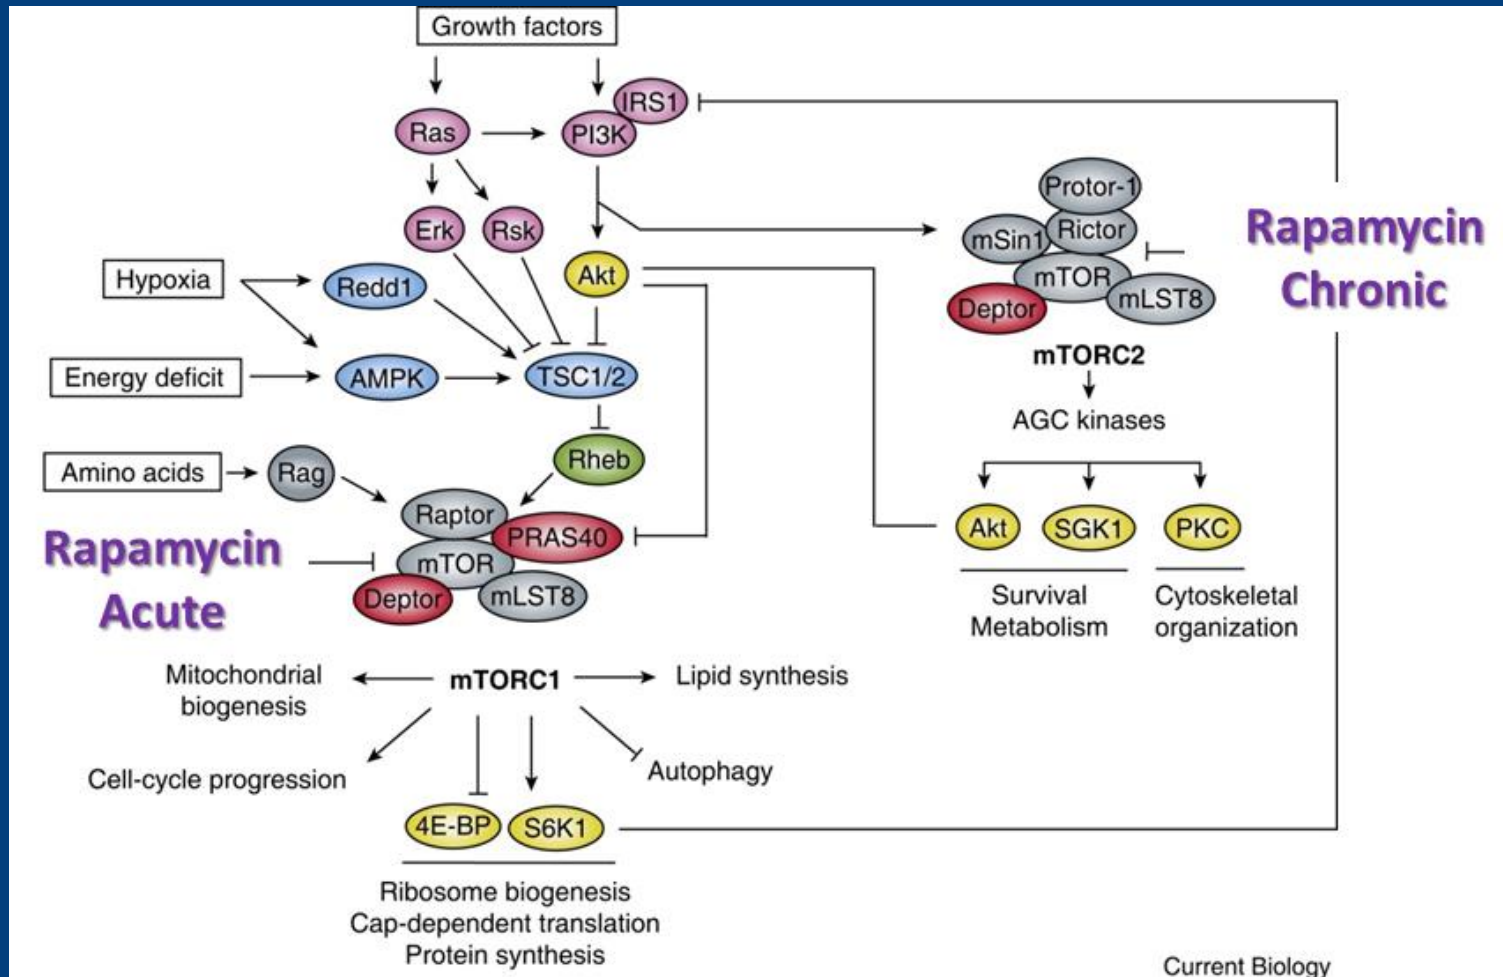 Growth factors
IRS1
Ras
PI3K
Protor-1
Erk
Rsk
mSin1
Rictor
Rapamycin
Chronic
Hypoxia
Redd1
Akt
mTOR
Deptor
mLST8
mTORC2
Energy deficit
AMPK
TSC1/2
AGC kinases
Amino acids
Rag
Rheb
Raptor
PRAS40
Akt
SGK1
PKC
Rapamycin
Acute
mTOR
Deptor
mLST8
Survival
Metabolism
Cytoskeletal
organization
Mitochondrial
biogenesis
mTORC1
Lipid synthesis
Cell-cycle progression
Autophagy
4E-BP
S6K1
Ribosome biogenesis
Cap-dependent translation
Protein synthesis
Current Biology